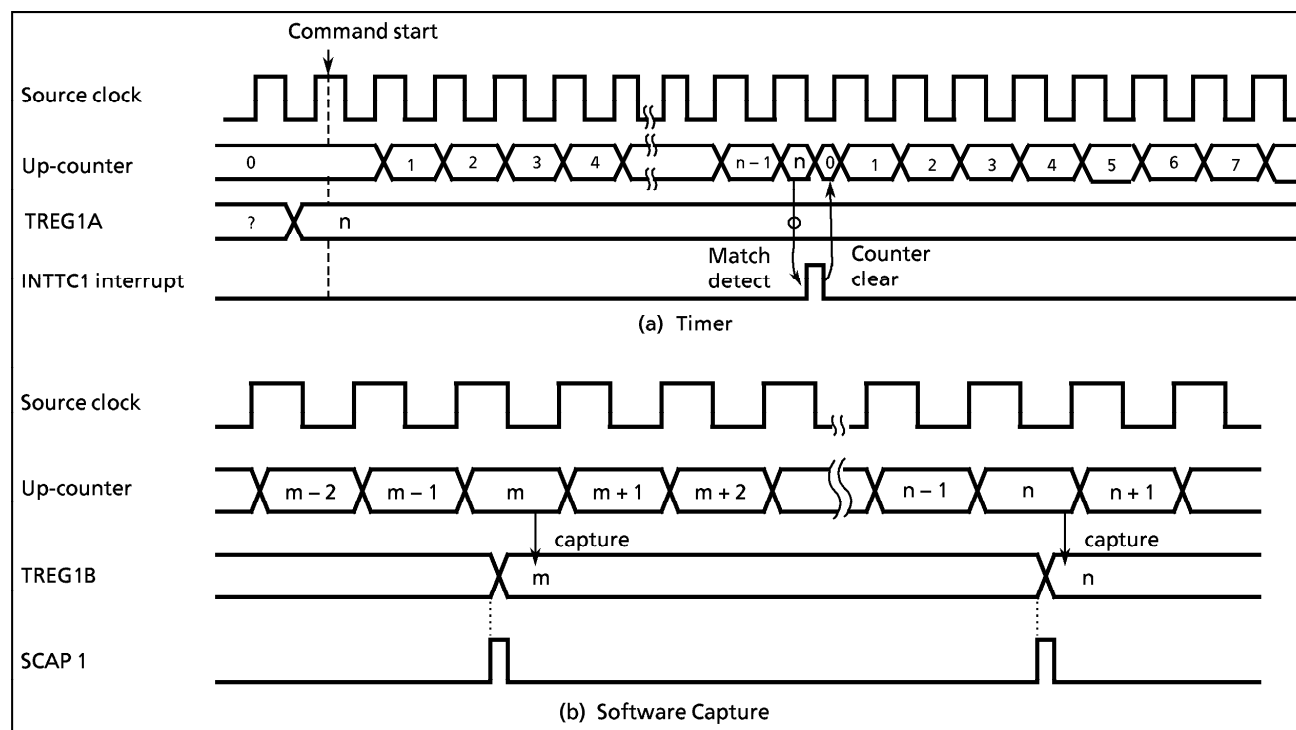 Command start
Source clock
Up-counter 0 1 2 3 4 n – 1 n 0 1 2 3 4 5 6 7
TREG1A ? n
Match detect
Counter clear
INTTC1 interrupt
(a) Timer
Source clock
Up-counter m – 2 m – 1 m m + 1 m + 2 n – 1 n n + 1
capture capture
TREG1B m n
SCAP 1
(b) Software Capture